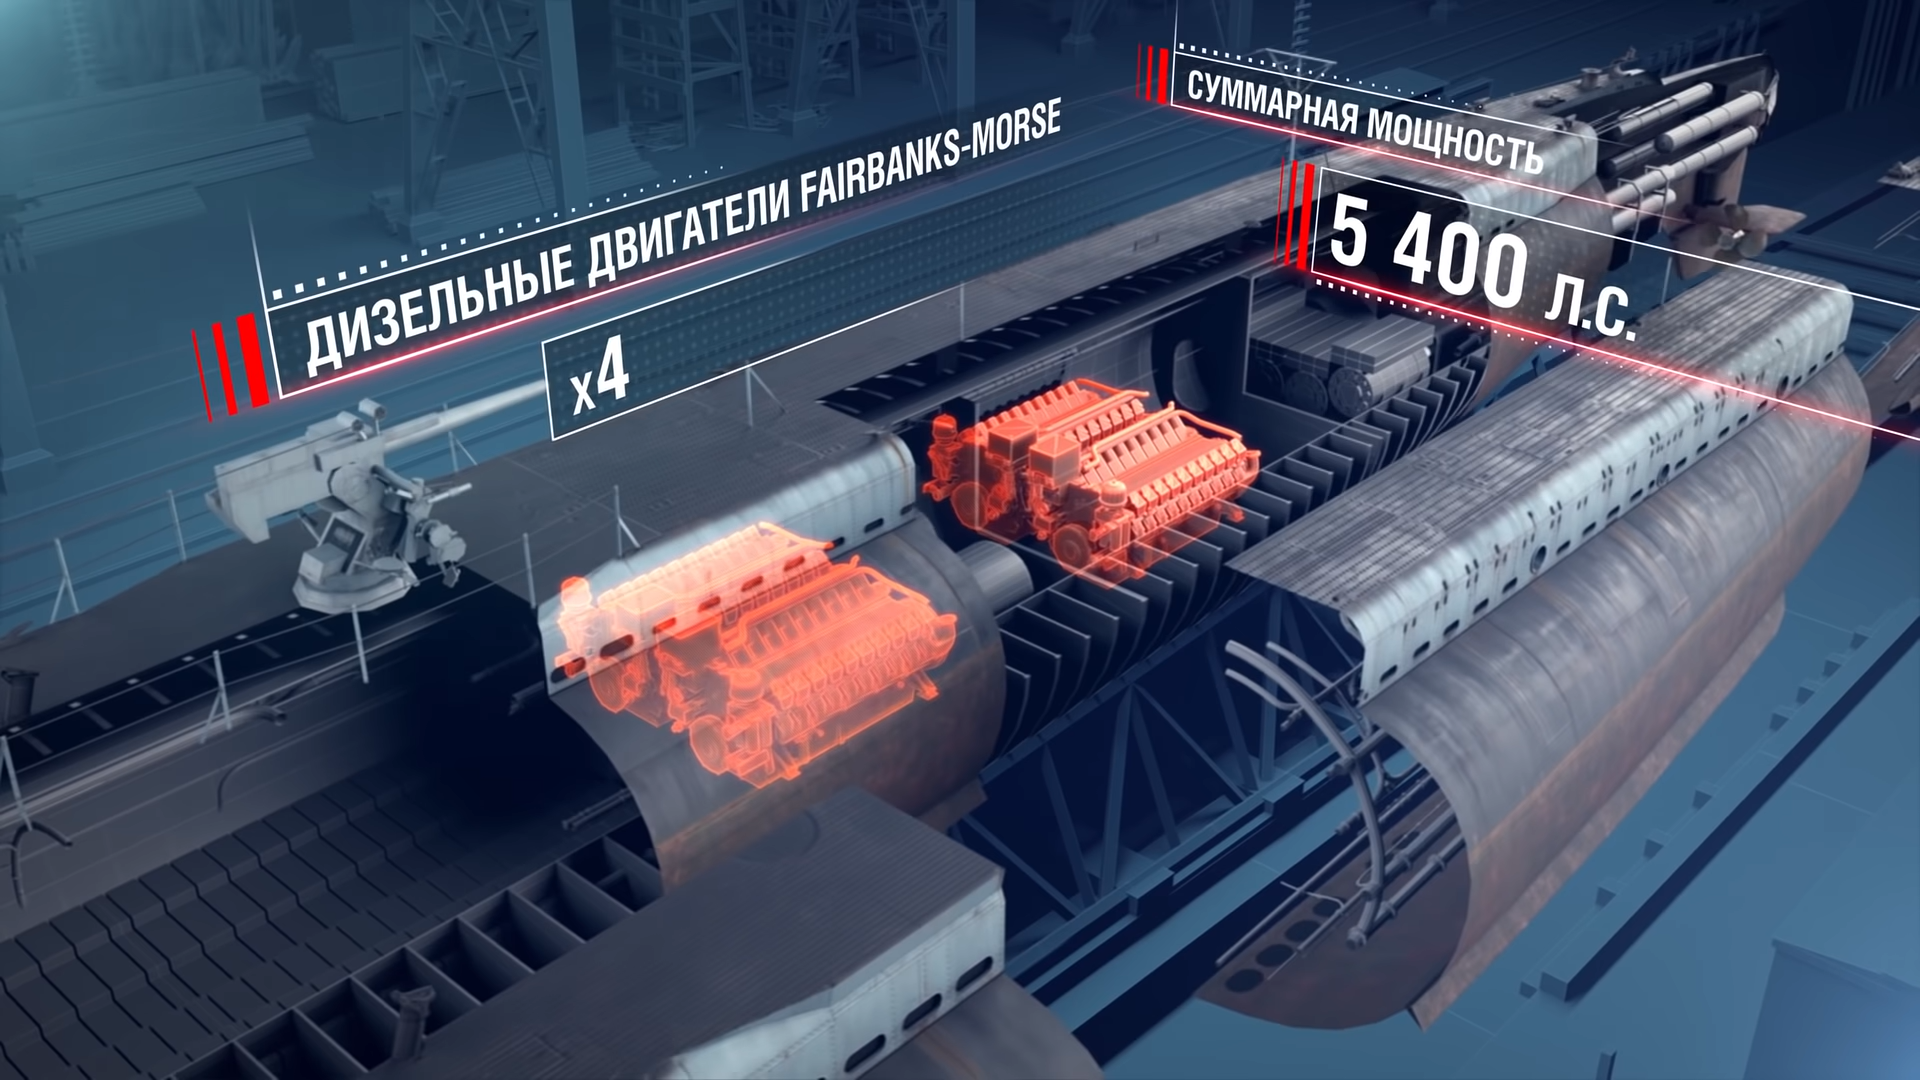 ДИЗЕЛЬНЫЕ ДВИГАТЕЛИ FAIRBANKS-MORSE
x4
СУММАРНАЯ МОЩНОСТЬ
5 400 Л.С.